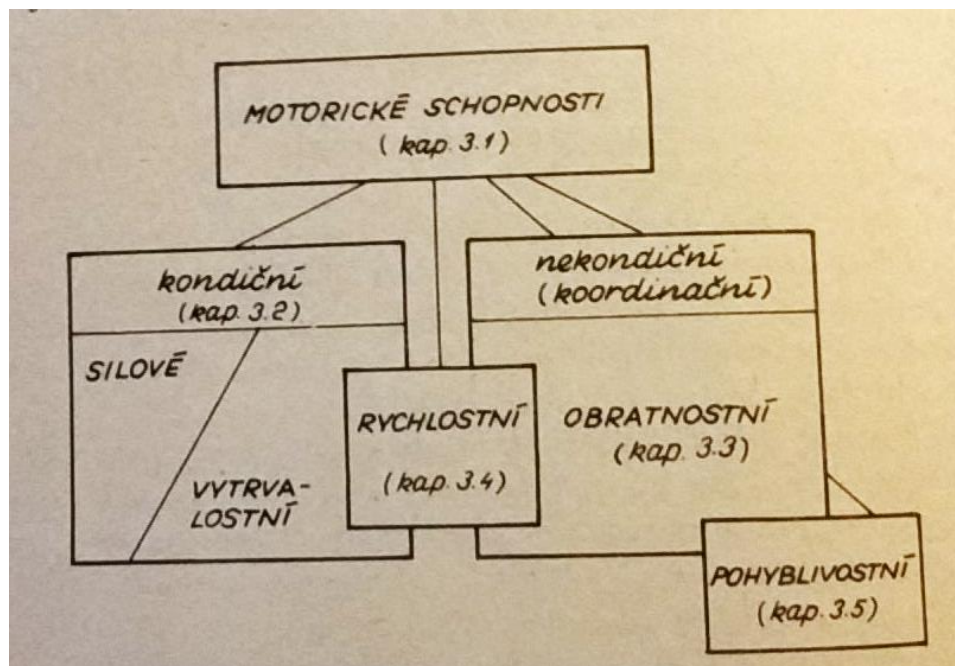 MOTORICKÉ SCHOPNOSTI
(kap. 3.1)
kondiční
(kap. 3.2)
SILOVÉ
VYTRVA-
LOSTNÍ
RYCHLOSTNÍ
(kap. 3.4)
nekondiční
(koordinační)
OBRATNOSTNÍ
(kap. 3.3)
POHYBLIVOSTNÍ
(kap. 3.5)